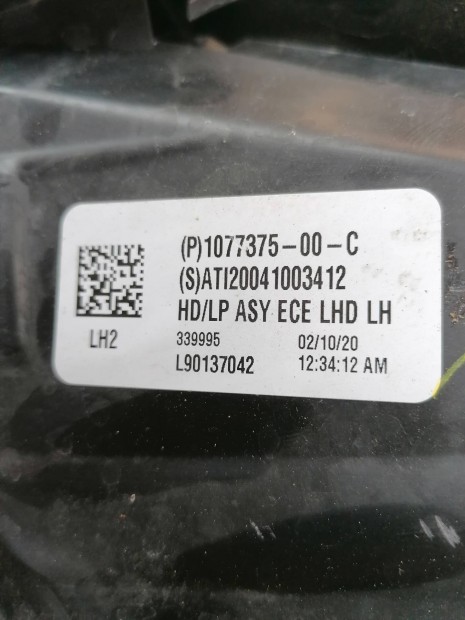 (P)1077375-00-C
(S)ATI20041003412
HD/LP ASY ECE LHD LH
LH2
339995 02/10/20
L90137042 12:34:12 AM